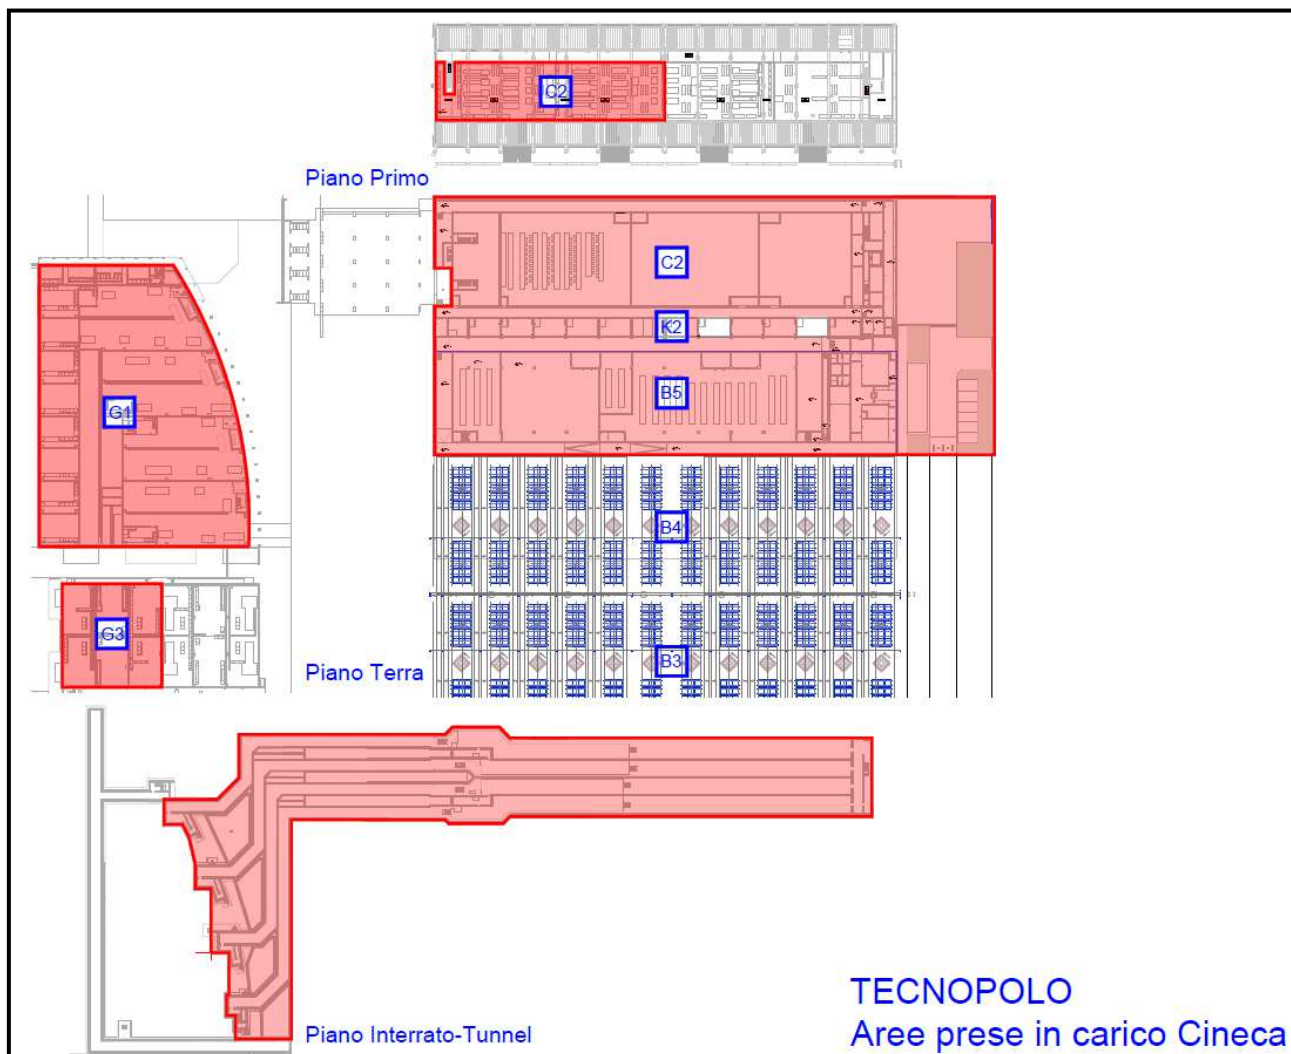 C2
Piano Primo
C2
K2
G1
B5
B4
G3
B3
Piano Terra
Piano Interrato-Tunnel
TECNOPOLO
Aree prese in carico Cineca